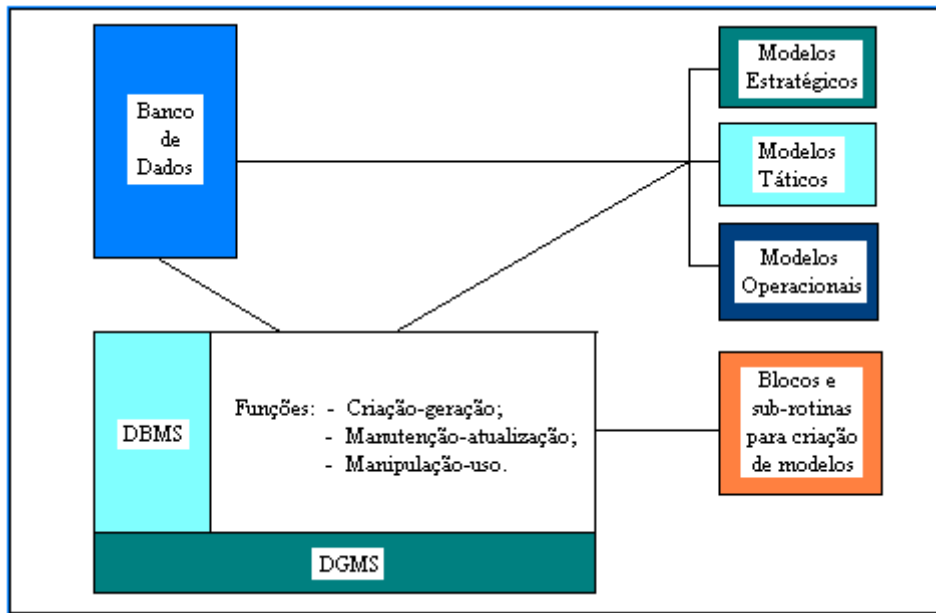 Banco
de
Dados
Modelos
Estratégicos
Modelos
Táticos
Modelos
Operacionais
DBMS
Funções: - Criação-geração;
- Manutenção-atualização;
- Manipulação-uso.
Blocos e
sub-rotinas
para criação
de modelos
DGMS